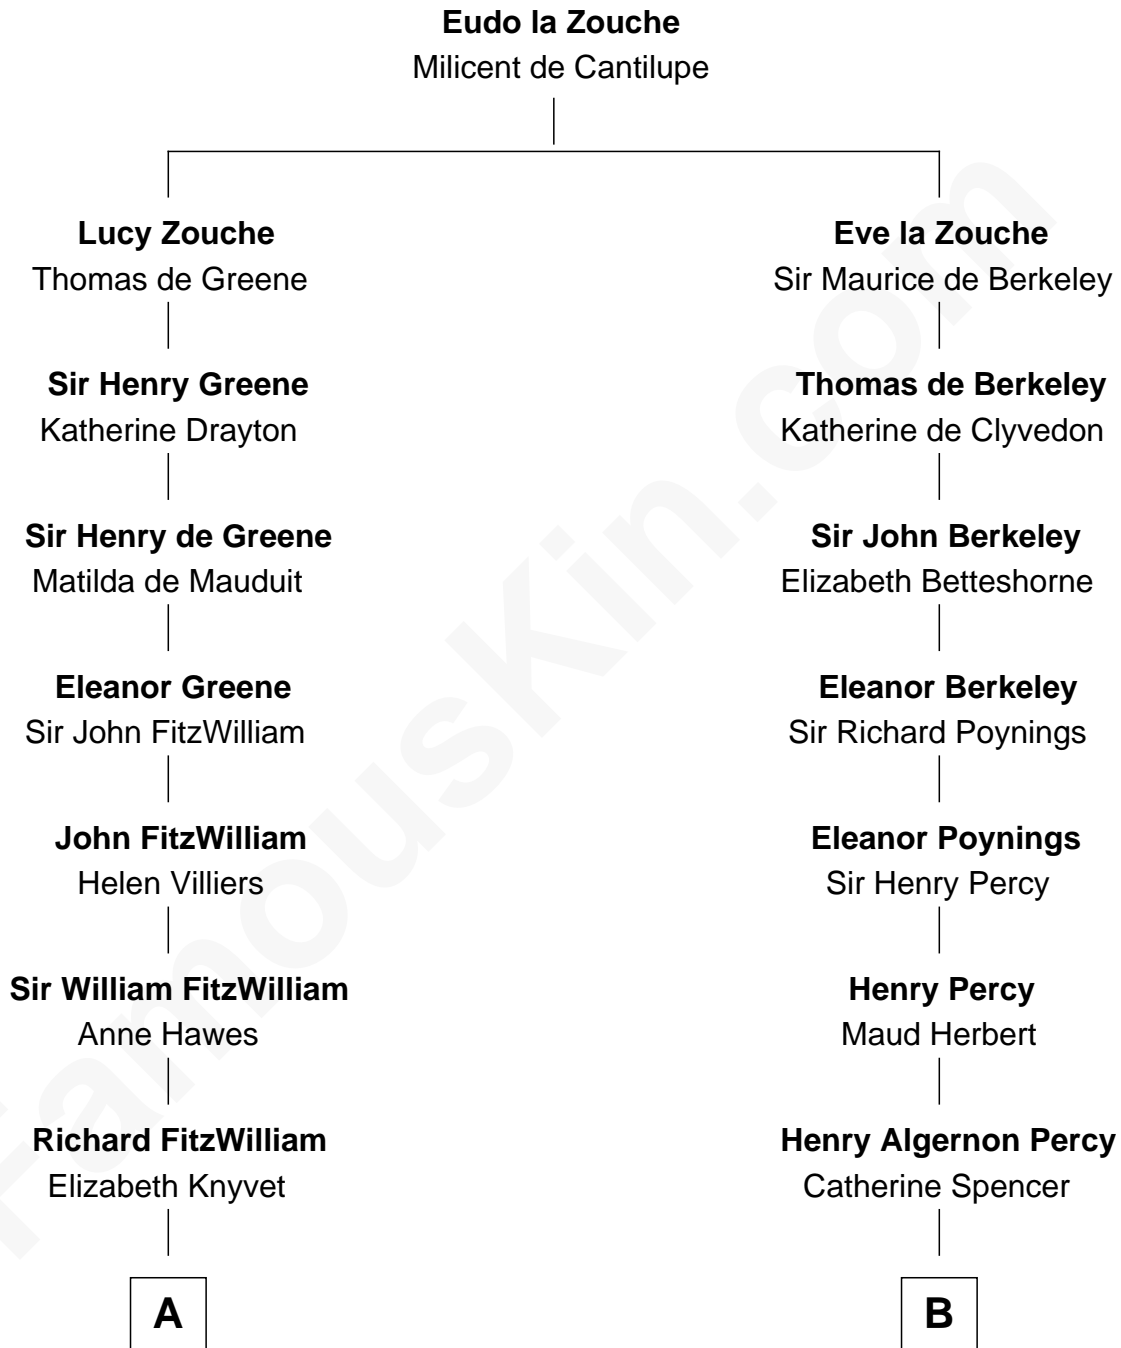 Eudo la Zouche
Milicent de Cantilupe
Lucy Zouche
Thomas de Greene
Eve la Zouche
Sir Maurice de Berkeley
Sir Henry Greene
Katherine Drayton
Thomas de Berkeley
Katherine de Clyvedon
Sir Henry de Greene
Matilda de Mauduit
Sir John Berkeley
Elizabeth Betteshorne
Eleanor Greene
Sir John FitzWilliam
Eleanor Berkeley
Sir Richard Poynings
John FitzWilliam
Helen Villiers
Eleanor Poynings
Sir Henry Percy
Sir William FitzWilliam
Anne Hawes
Henry Percy
Maud Herbert
Richard FitzWilliam
Elizabeth Knyvet
Henry Algernon Percy
Catherine Spencer
A
B
FamousKin.com